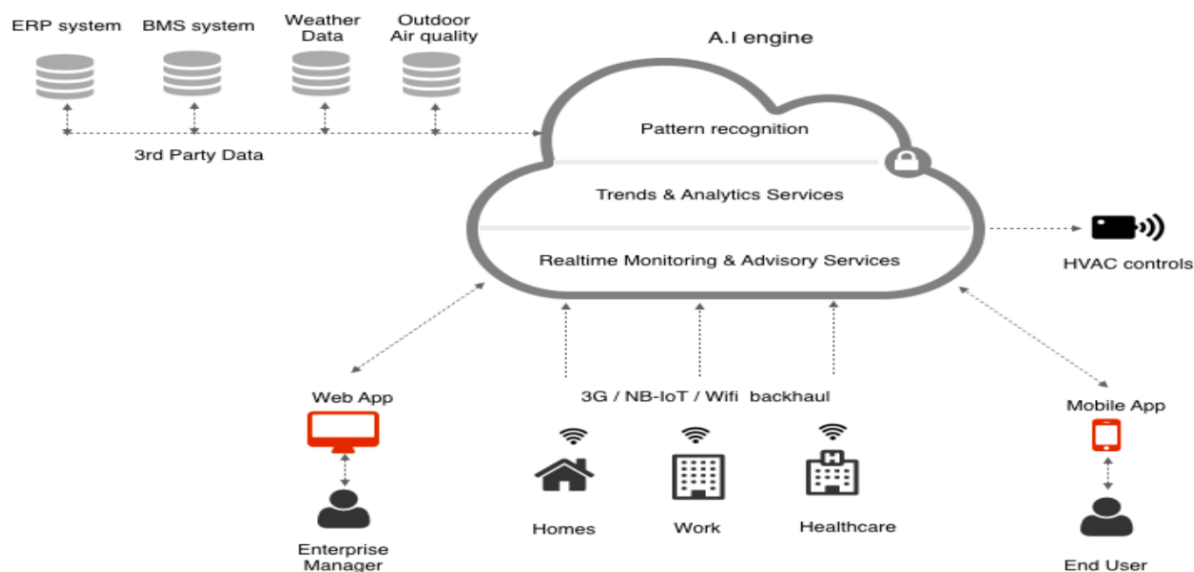 ERP system
BMS system
Weather
Data
Outdoor
Air quality
A.I engine
3rd Party Data
Pattern recognition
Trends & Analytics Services
Realtime Monitoring & Advisory Services
HVAC controls
Web App
3G / NB-IoT / Wifi backhaul
Mobile App
H
Homes
Work
Healthcare
Enterprise
Manager
End User